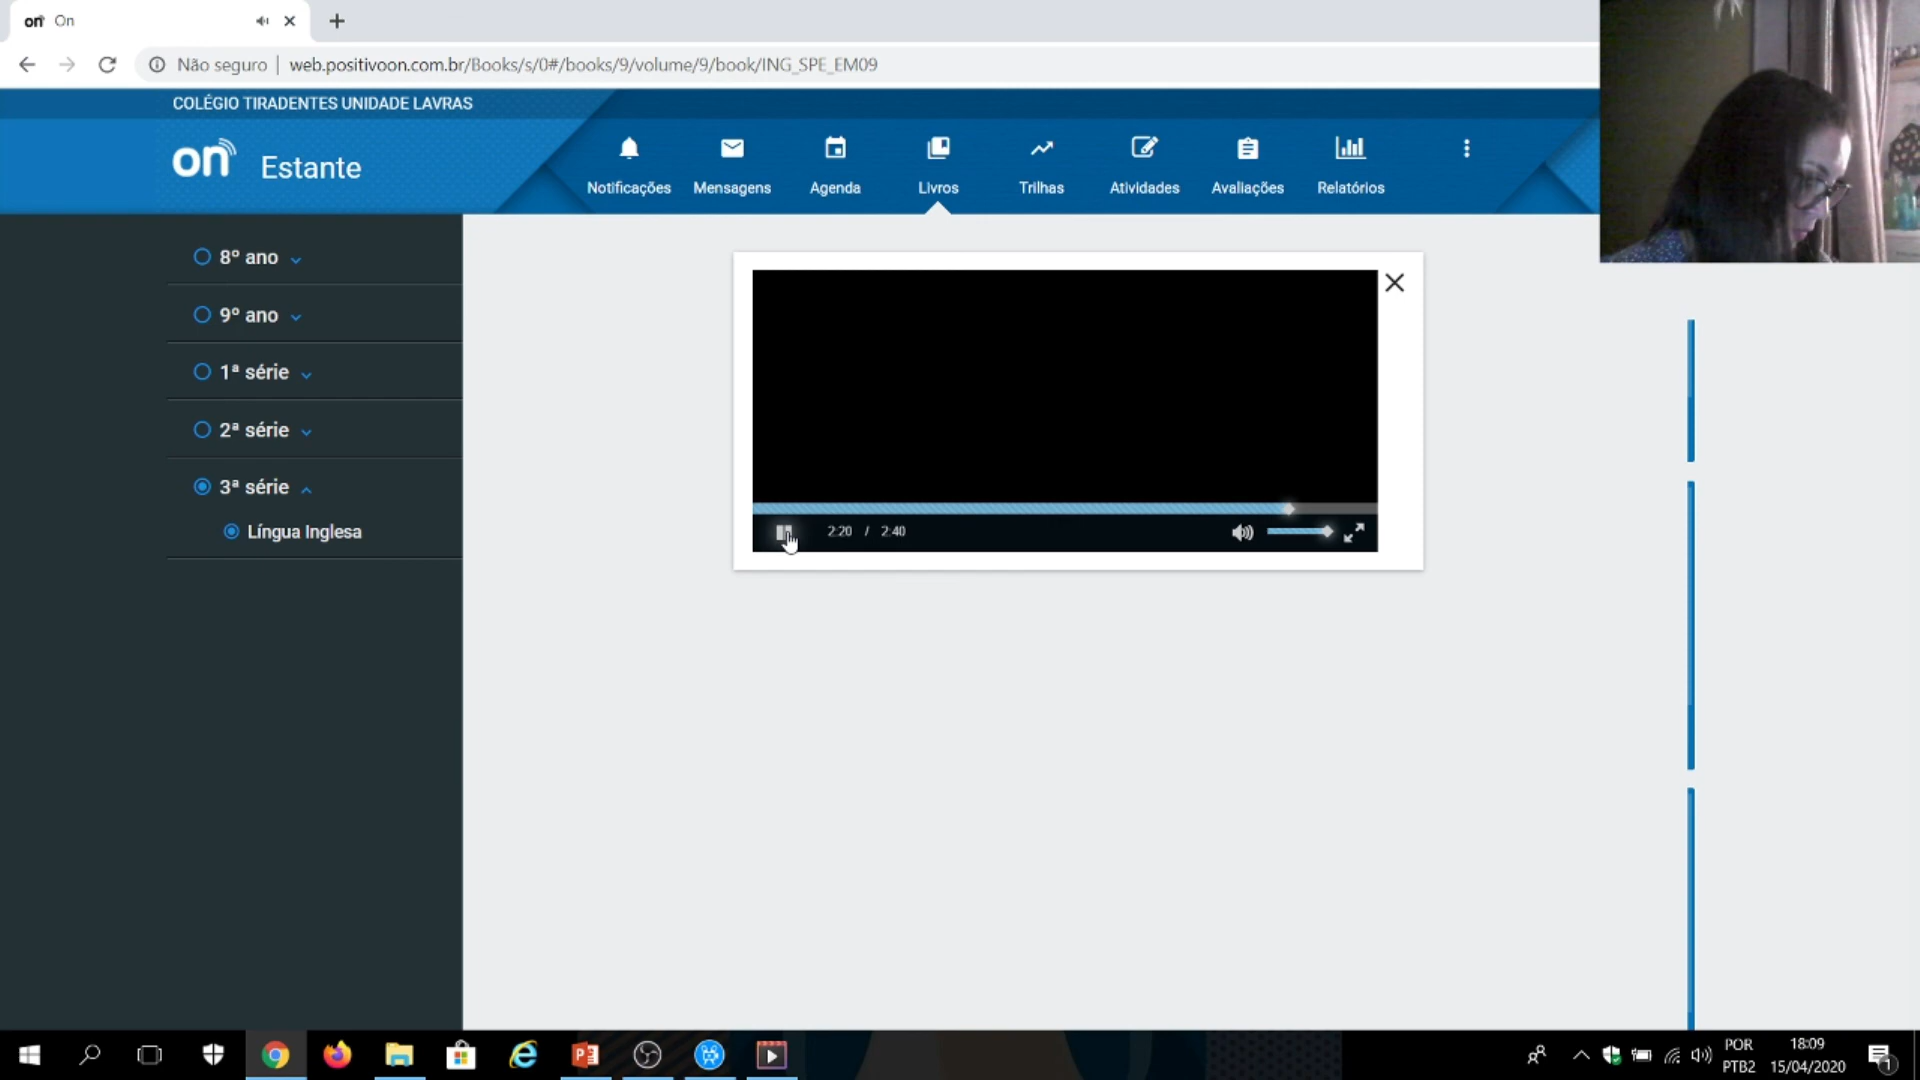 on On
Não seguro | web.positivoon.com.br/Books/s/0#/books/9/volume/9/book/ING_SPE_EM09
COLÉGIO TIRADENTES UNIDADE LAVRAS
on Estante
Notificações Mensagens Agenda Livros Trilhas Atividades Avaliações Relatórios
8º ano
9º ano
1ª série
2ª série
3ª série
Língua Inglesa
2:20 / 2:40
POR 18:09
PTB2 15/04/2020
1